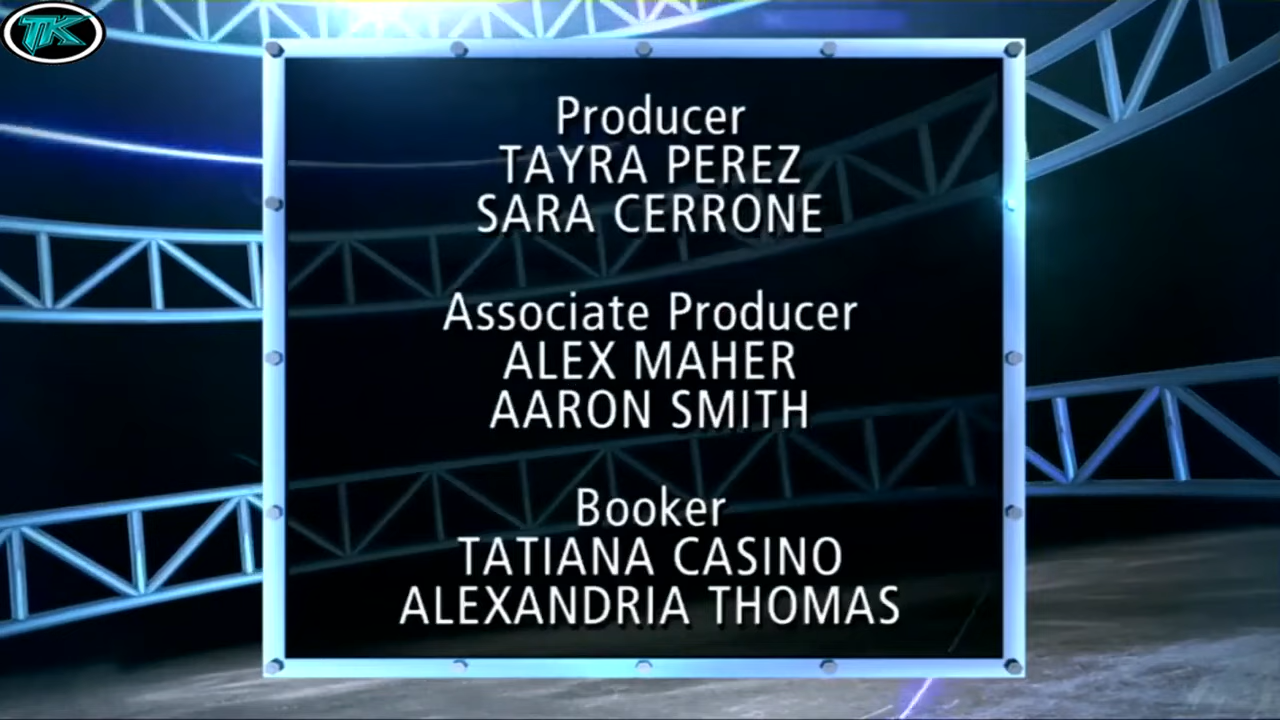 TK
Producer
TAYRA PEREZ
SARA CERRONE
Associate Producer
ALEX MAHER
AARON SMITH
Booker
TATIANA CASINO
ALEXANDRIA THOMAS